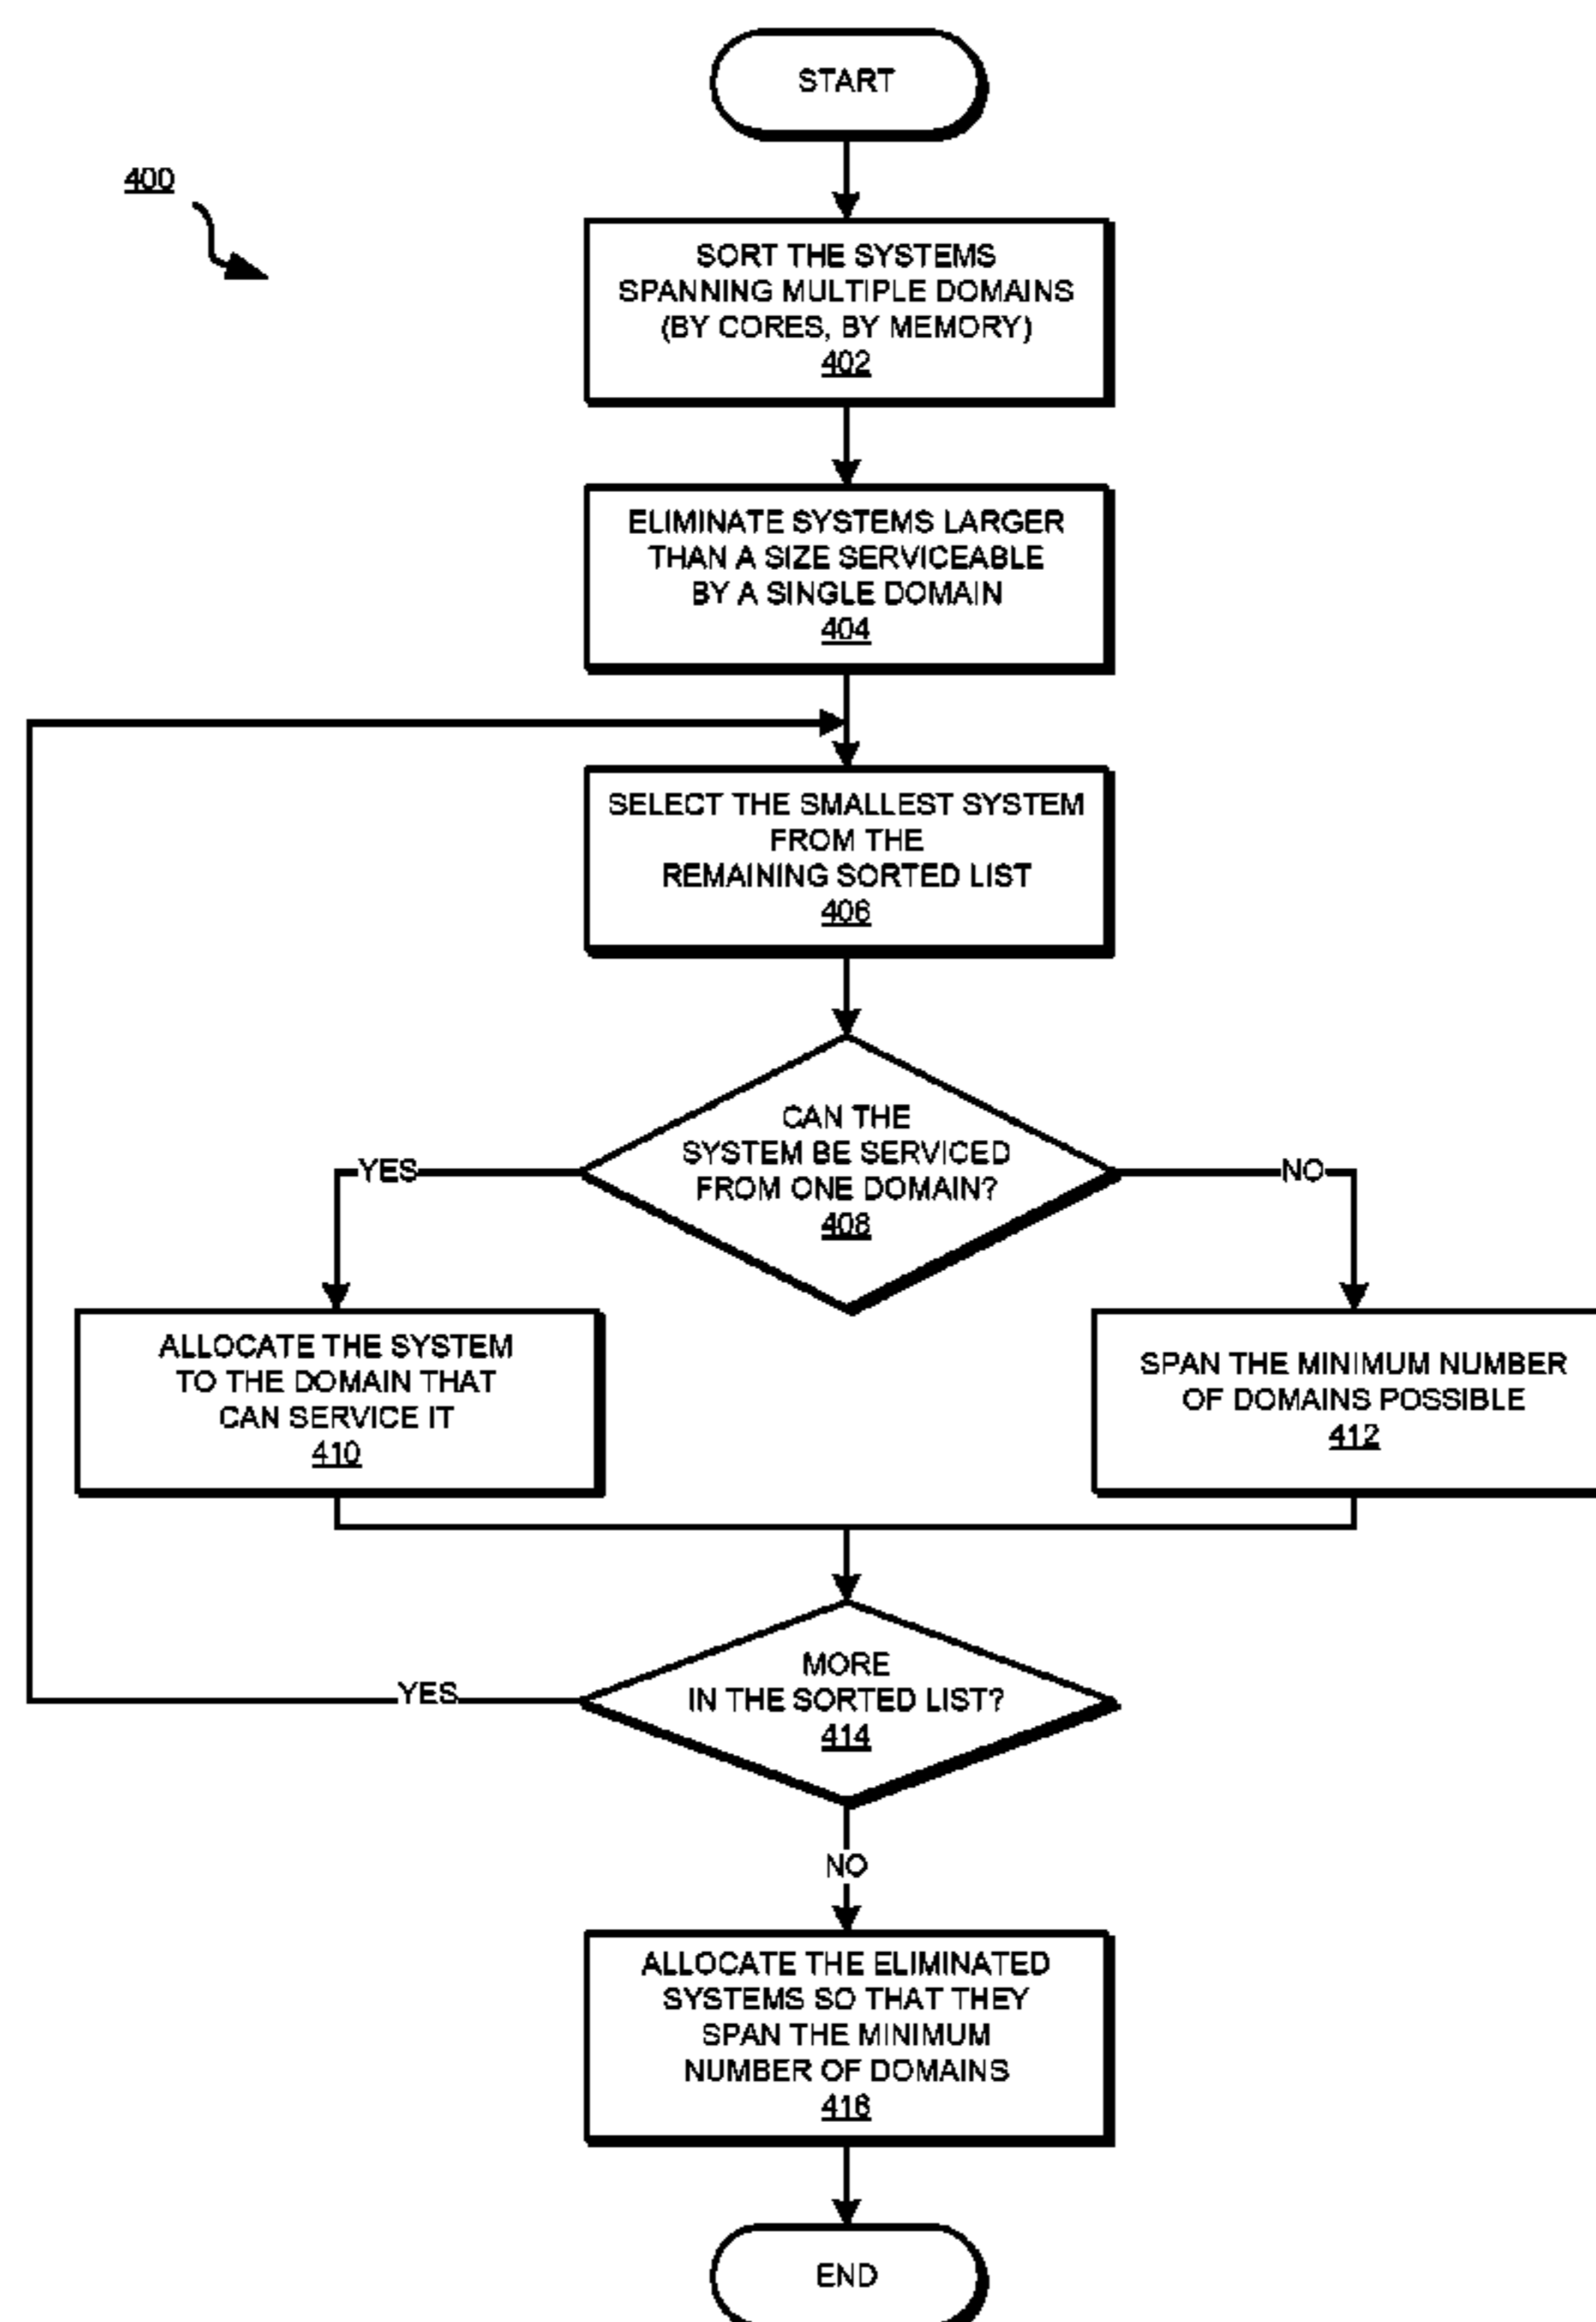 START
400
SORT THE SYSTEMS
SPANNING MULTIPLE DOMAINS
(BY CORES, BY MEMORY)
402
ELIMINATE SYSTEMS LARGER
THAN A SIZE SERVICEABLE
BY A SINGLE DOMAIN
404
SELECT THE SMALLEST SYSTEM
FROM THE
REMAINING SORTED LIST
406
CAN THE
SYSTEM BE SERVICED
FROM ONE DOMAIN?
408
YES
NO
ALLOCATE THE SYSTEM
TO THE DOMAIN THAT
CAN SERVICE IT
410
SPAN THE MINIMUM NUMBER
OF DOMAINS POSSIBLE
412
MORE
IN THE SORTED LIST?
414
YES
NO
ALLOCATE THE ELIMINATED
SYSTEMS SO THAT THEY
SPAN THE MINIMUM
NUMBER OF DOMAINS
416
END